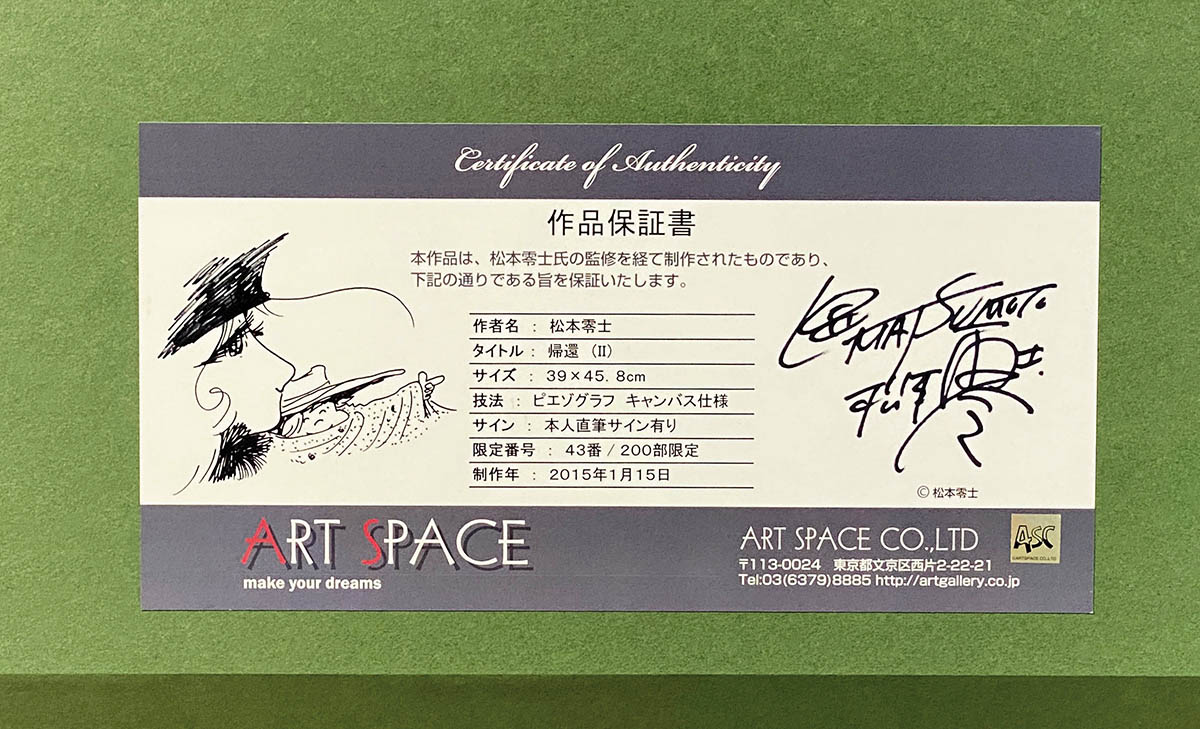 Certificate of Authenticity
作品保証書
本作品は、松本零士氏の監修を経て制作されたものであり、
下記の通りである旨を保証いたします。
作者名 : 松本零士
タイトル : 帰還 (II)
サイズ : 39×45.8cm
技法 : ピエゾグラフ キャンバス仕様
サイン : 本人直筆サイン有り
限定番号 : 43番 / 200部限定
制作年 : 2015年1月15日
MATSUMOTO
© 松本零士
ART SPACE
make your dreams
ART SPACE CO.,LTD
〒113-0024 東京都文京区西片2-22-21
Tel:03(6379)8885 http://artgallery.co.jp
ASC